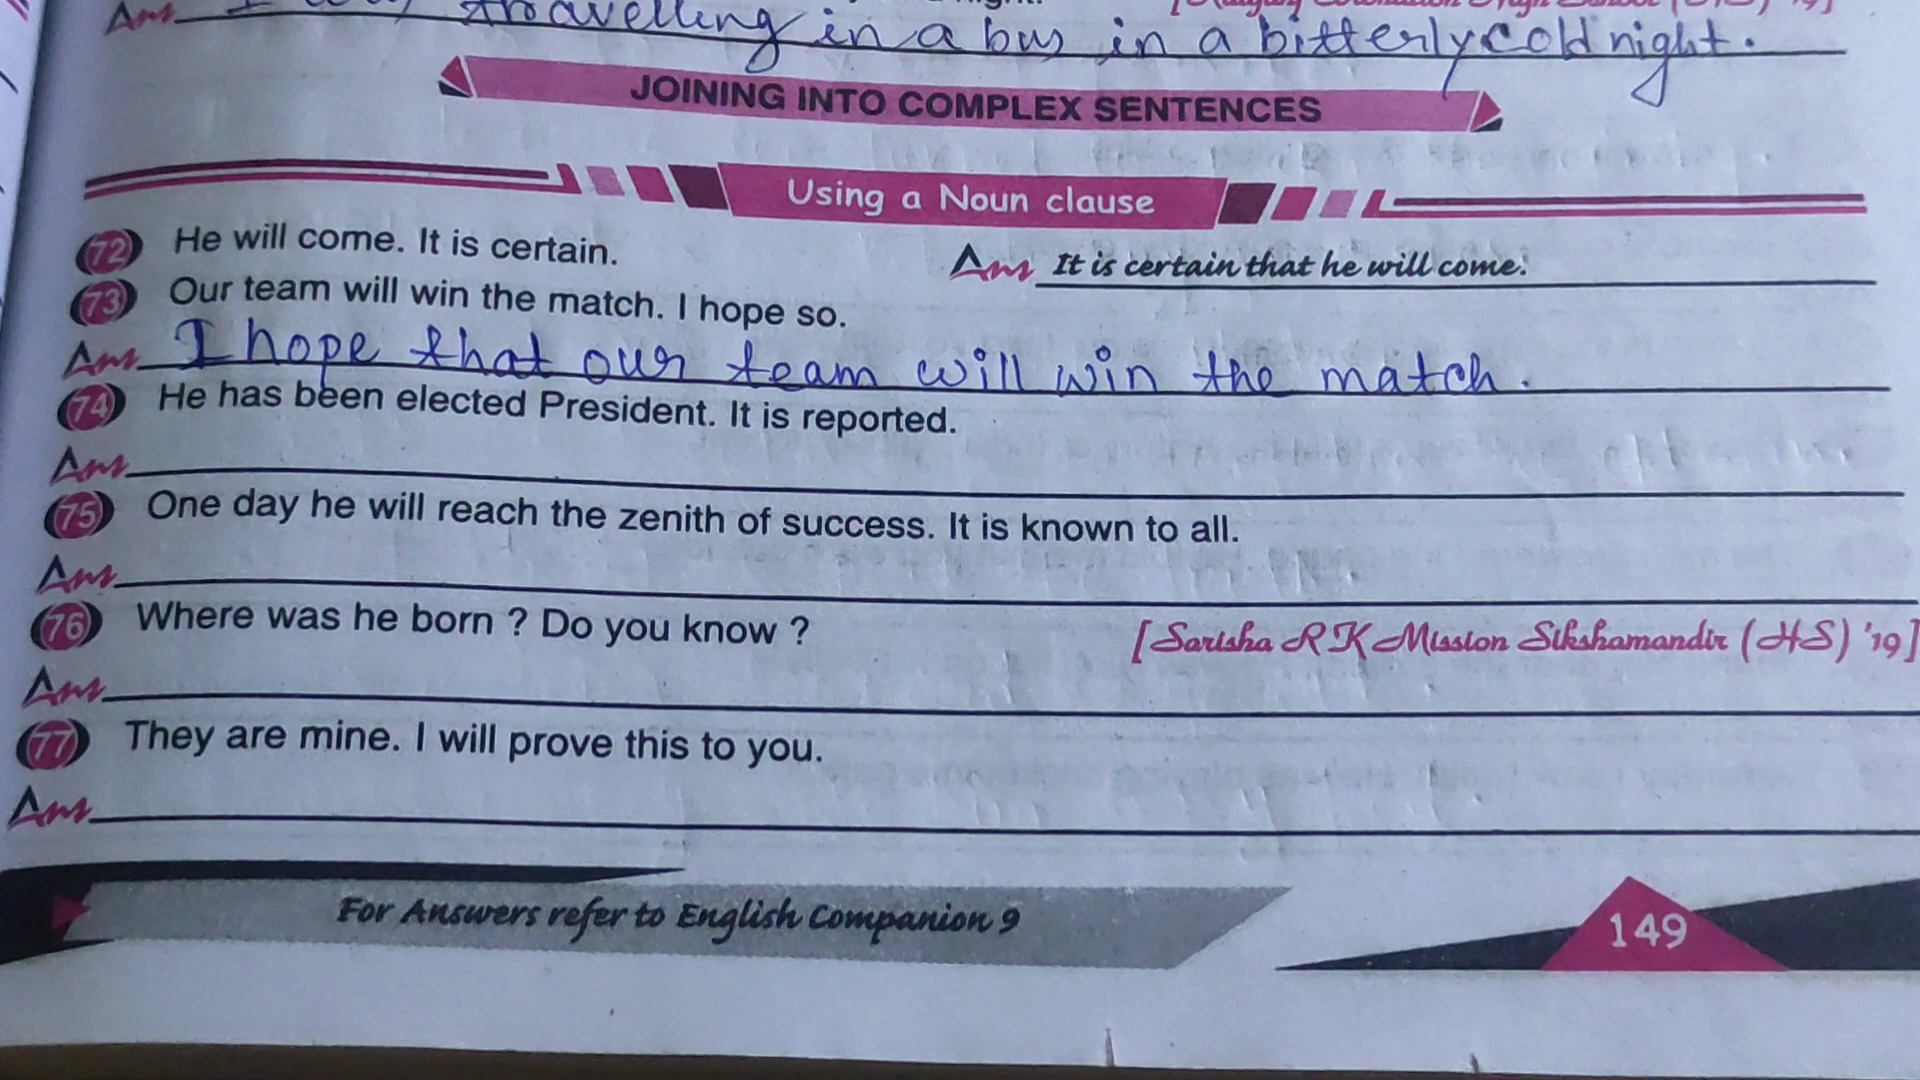 Ans travelling in a bus in a bitterly cold night.
JOINING INTO COMPLEX SENTENCES
Using a Noun clause
72 He will come. It is certain. Ans It is certain that he will come.
73 Our team will win the match. I hope so.
Ans I hope that our team will win the match.
74 He has been elected President. It is reported.
Ans
75 One day he will reach the zenith of success. It is known to all.
Ans
76 Where was he born ? Do you know ? [Sarisha R K Mission Sikshamandir (HS) '19]
Ans
77 They are mine. I will prove this to you.
Ans
For Answers refer to English Companion 9
149